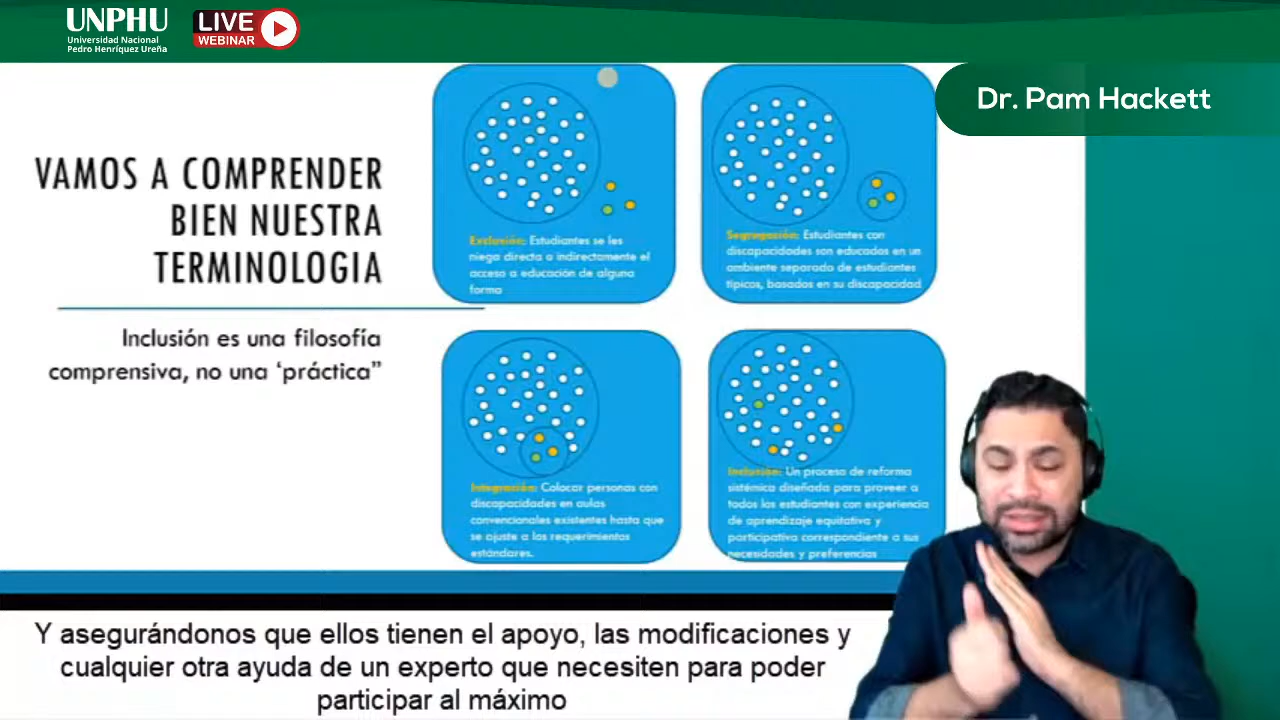 UNPHU
Universidad Nacional
Pedro Henríquez Ureña
LIVE
WEBINAR
Dr. Pam Hackett
VAMOS A COMPRENDER
BIEN NUESTRA
TERMINOLOGIA
Inclusión es una filosofía
comprensiva, no una ‘práctica”
Exclusión: Estudiantes se les
niega directa o indirectamente el
acceso a educación de alguna
forma
Segregación: Estudiantes con
discapacidades son educados en un
ambiente separado de estudiantes
típicos, basados en su discapacidad
Integración: Colocar personas con
discapacidades en aulas
convencionales existentes hasta que
se ajuste a los requerimientos
estándares.
Inclusión: Un proceso de reforma
sistémica diseñada para proveer a
todos los estudiantes con experiencia
de aprendizaje equitativa y
participativa correspondiente a sus
necesidades y preferencias
Y asegurándonos que ellos tienen el apoyo, las modificaciones y
cualquier otra ayuda de un experto que necesiten para poder
participar al máximo